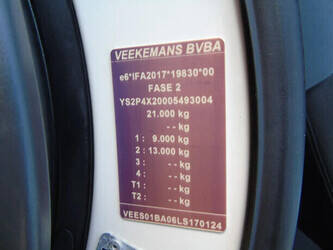 VEEKEMANS BVBA
e6*IFA2017*19830*00
FASE 2
YS2P4X20005493004
21.000 kg
- - kg
1 : 9.000 kg
2 : 13.000 kg
3 : - - kg
4 : - - kg
T1 : - - kg
T2 : - - kg
VEES01BA06LS170124